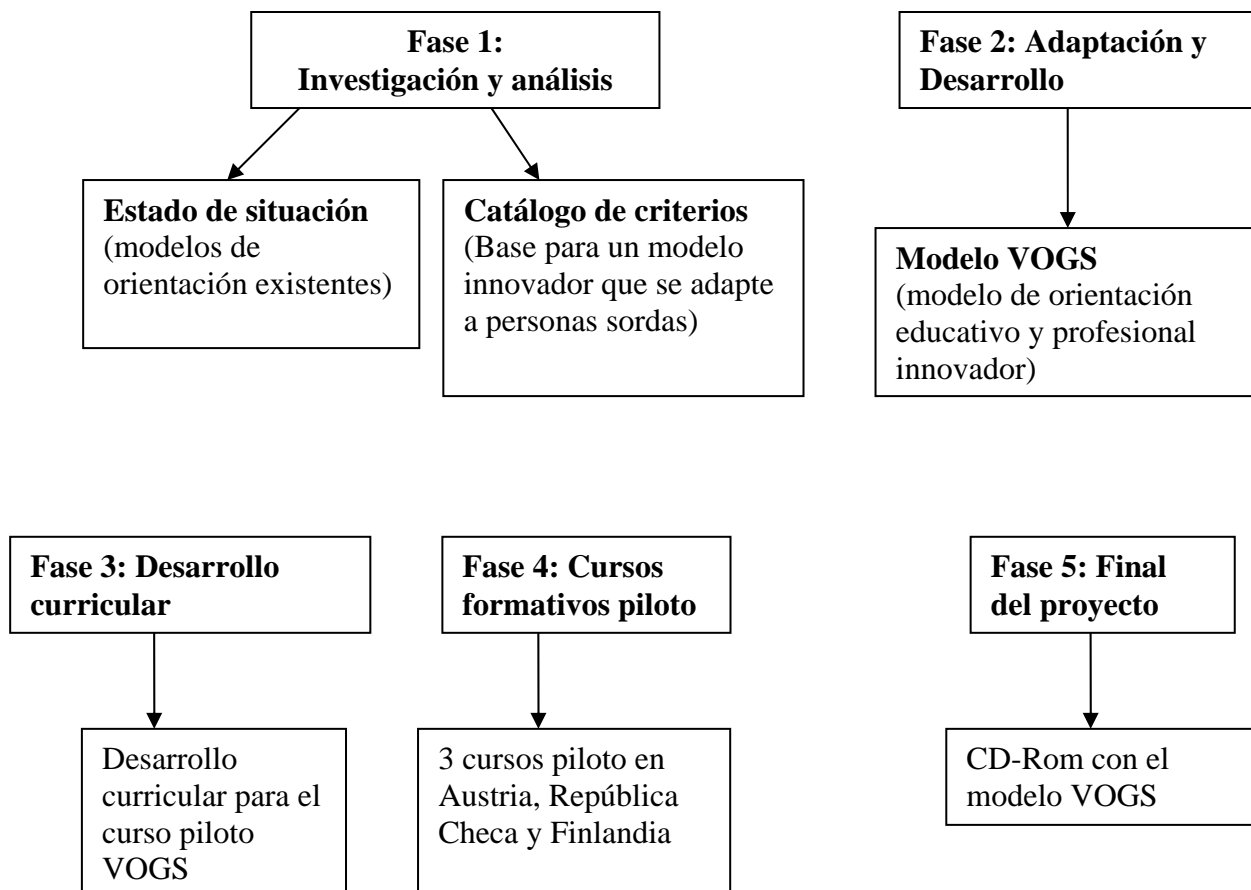 Fase 1:
Investigación y análisis
Fase 2: Adaptación y
Desarrollo
Estado de situación
(modelos de
orientación existentes)
Catálogo de criterios
(Base para un modelo
innovador que se adapte
a personas sordas)
Modelo VOGS
(modelo de orientación
educativo y profesional
innovador)
Fase 3: Desarrollo
curricular
Fase 4: Cursos
formativos piloto
Fase 5: Final
del proyecto
Desarrollo
curricular para el
curso piloto
VOGS
3 cursos piloto en
Austria, República
Checa y Finlandia
CD-Rom con el
modelo VOGS